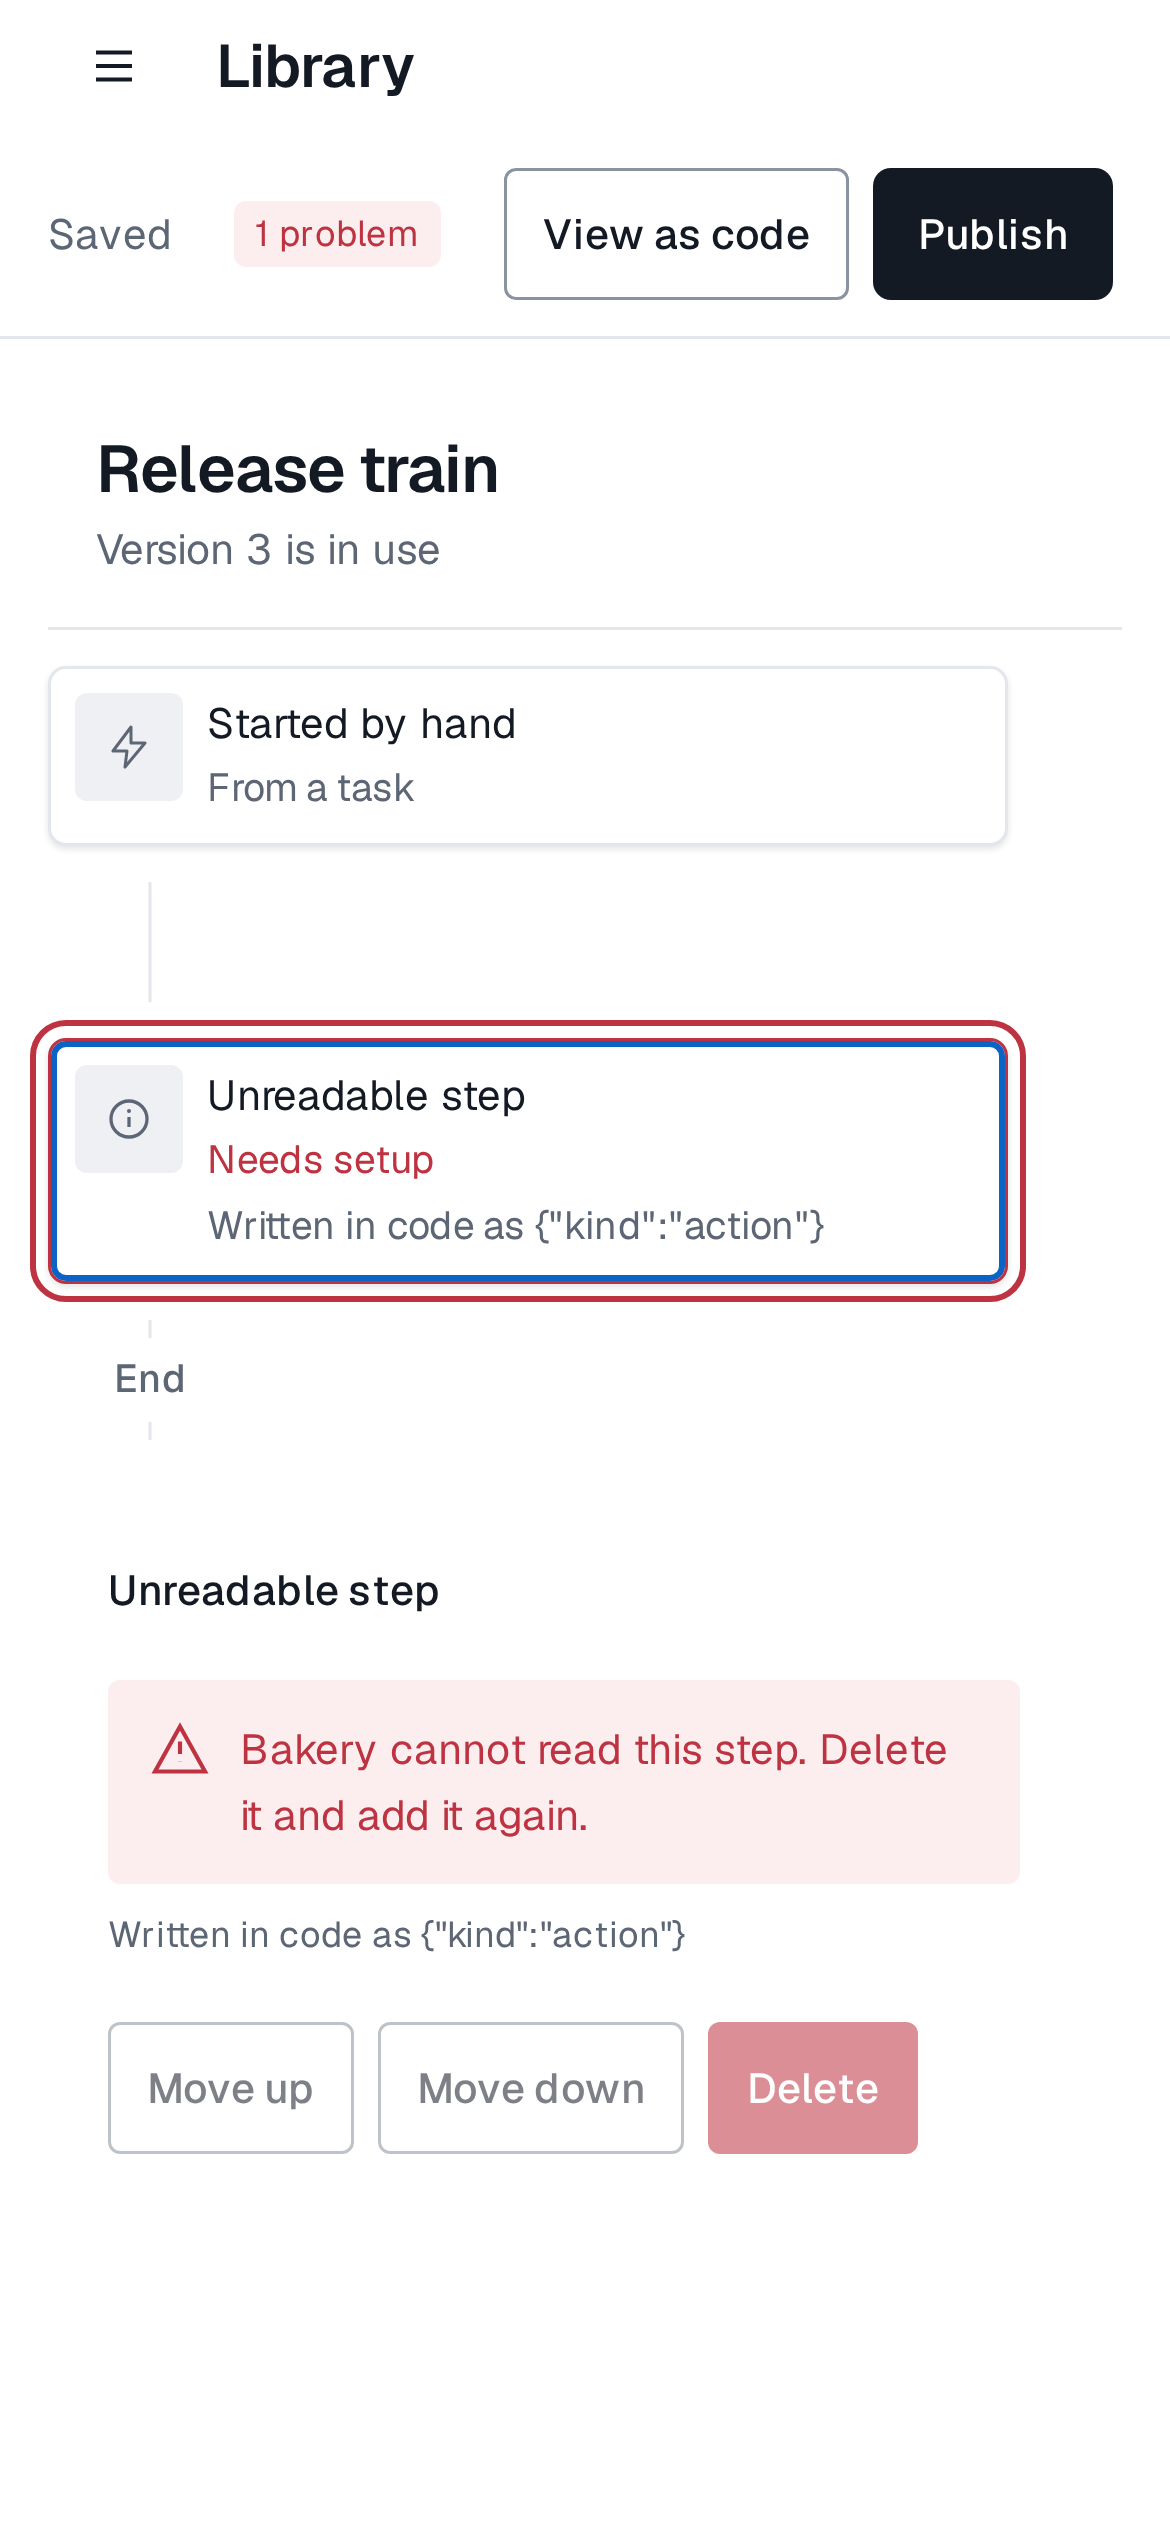 Library
Saved
1 problem
View as code
Publish
Release train
Version 3 is in use
Started by hand
From a task
Unreadable step
Needs setup
Written in code as {"kind":"action"}
End
Unreadable step
Bakery cannot read this step. Delete
it and add it again.
Written in code as {"kind":"action"}
Move up
Move down
Delete